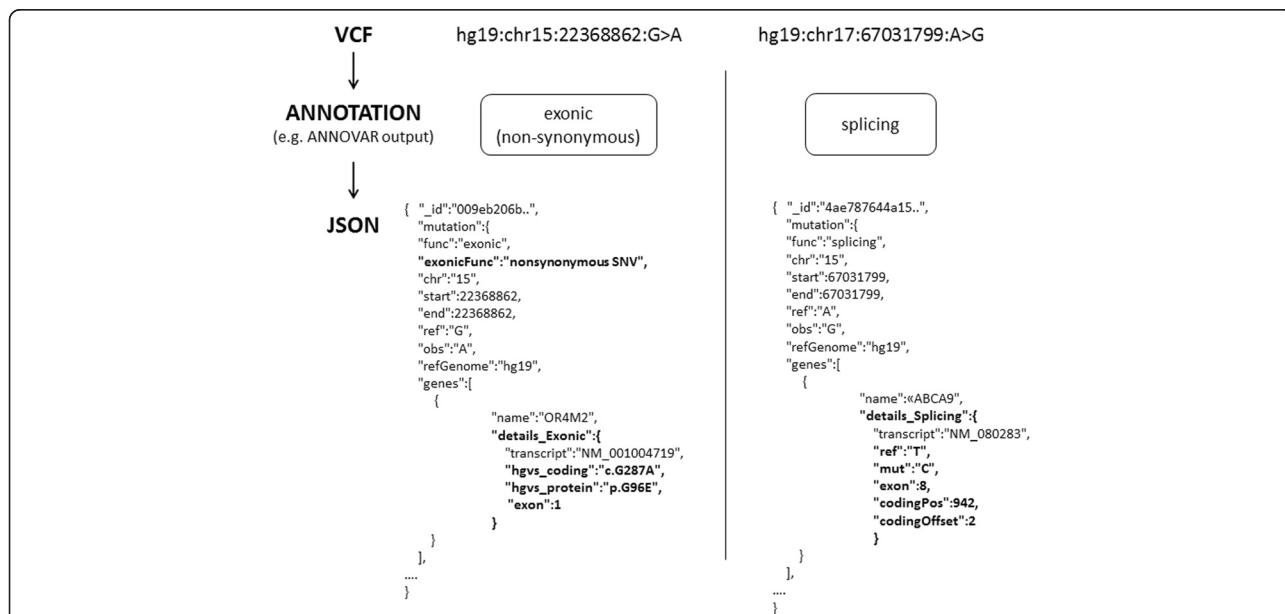 VCF
hg19:chr15:22368862:G>A
hg19:chr17:67031799:A>G
ANNOTATION
(e.g. ANNOVAR output)
exonic
(non-synonymous)
splicing
JSON
{ "_id":"009eb206b..",
"mutation":{
"func":"exonic",
"exonicFunc":"nonsynonymous SNV",
"chr":"15",
"start":22368862,
"end":22368862,
"ref":"G",
"obs":"A",
"refGenome":"hg19",
"genes":[
{
"name":"OR4M2",
"details_Exonic":{
"transcript":"NM_001004719",
"hgvs_coding":"c.G287A",
"hgvs_protein":"p.G96E",
"exon":1
}
}
],
....
}
{ "_id":"4ae787644a15..",
"mutation":{
"func":"splicing",
"chr":"15",
"start":67031799,
"end":67031799,
"ref":"A",
"obs":"G",
"refGenome":"hg19",
"genes":[
{
"name":«ABCA9",
"details_Splicing":{
"transcript":"NM_080283",
"ref":"T",
"mut":"C",
"exon":8,
"codingPos":942,
"codingOffset":2
}
}
],
....
}